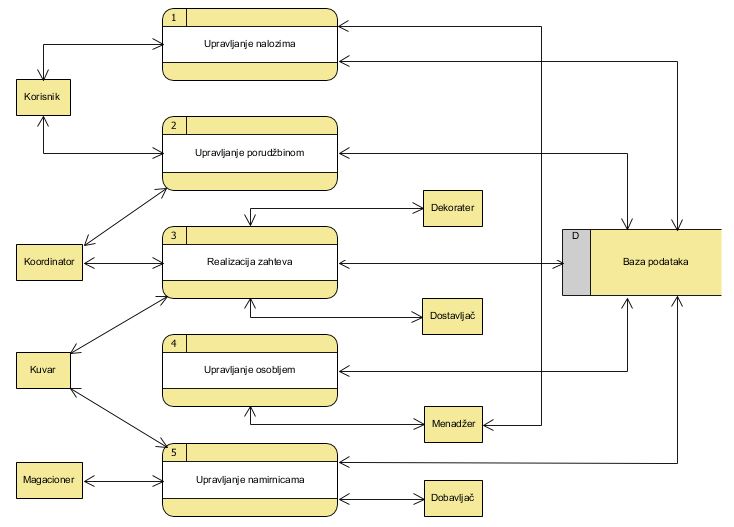 1
Upravljanje nalozima
Korisnik
2
Upravljanje porudžbinom
Dekorater
3
D
Koordinator
Realizacija zahteva
Baza podataka
Dostavljač
4
Kuvar
Upravljanje osobljem
Menadžer
5
Magacioner
Upravljanje namirnicama
Dobavljač